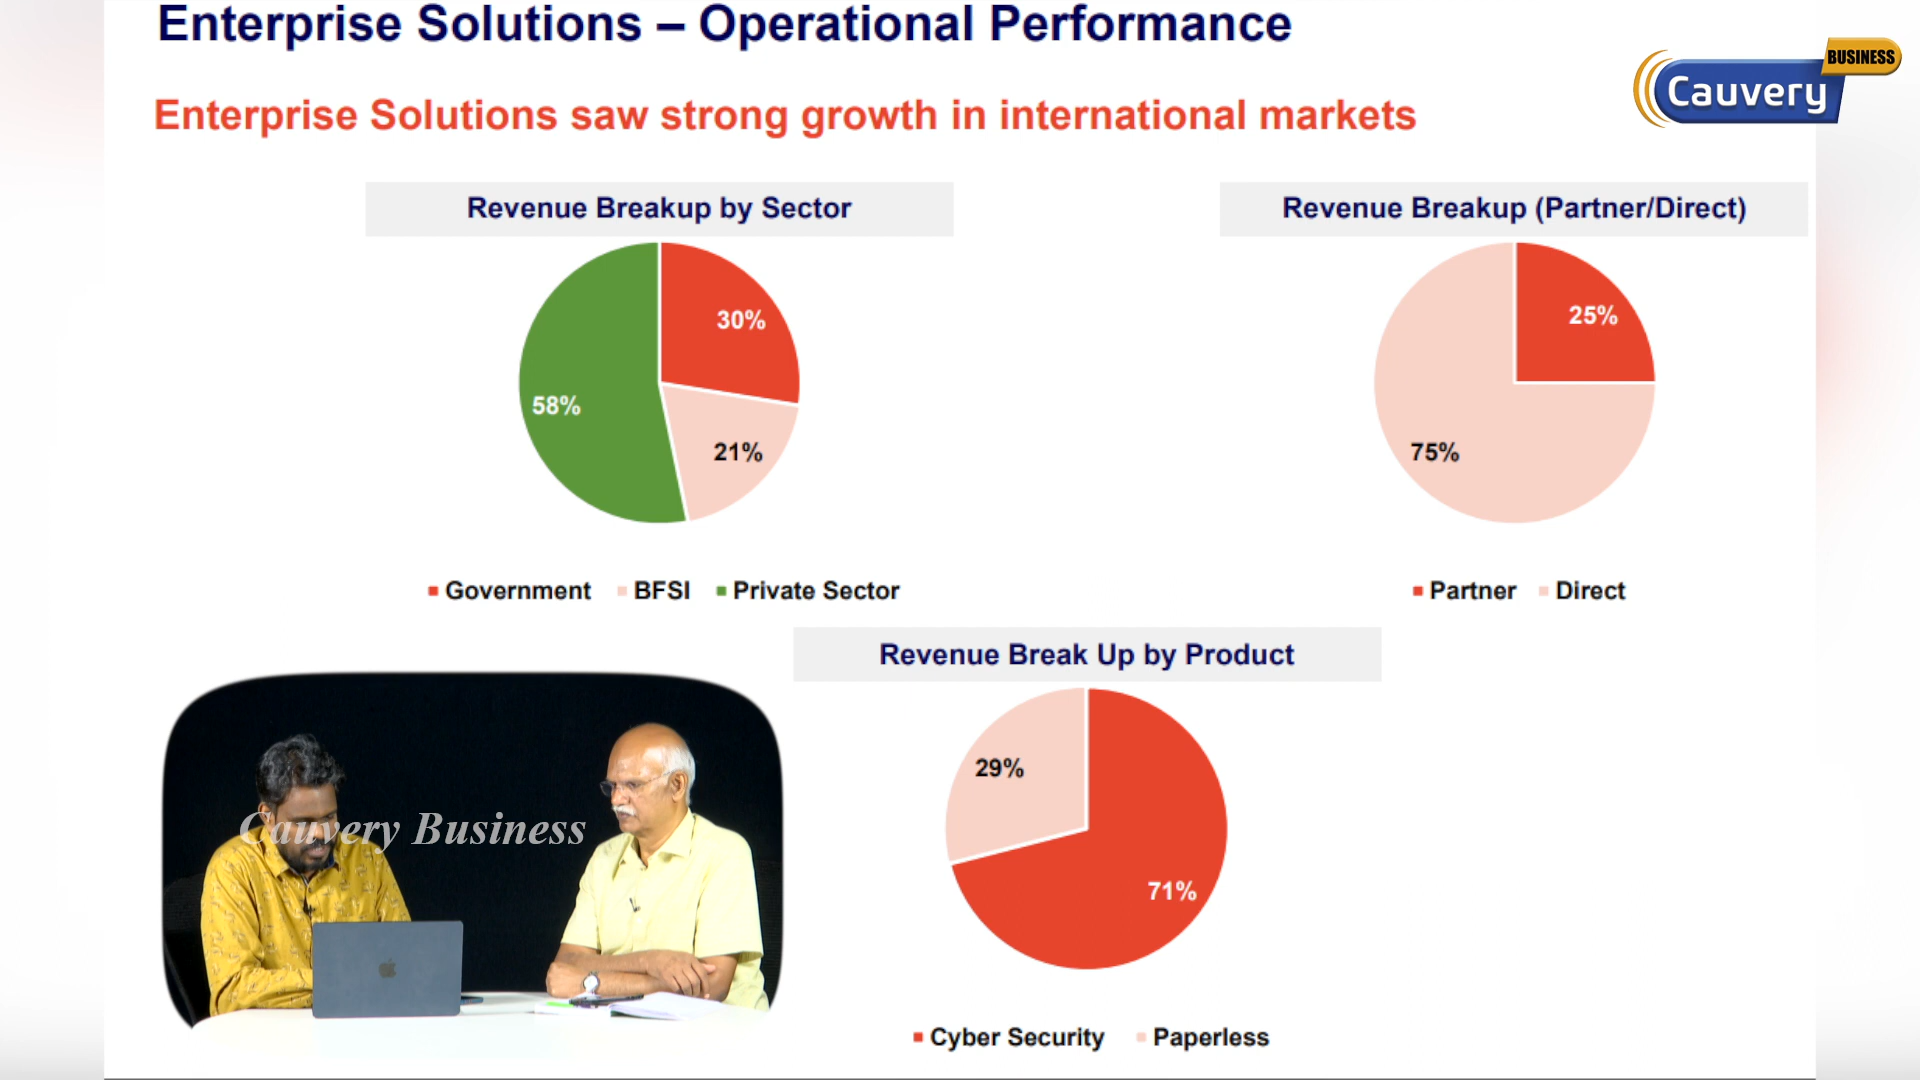 Enterprise Solutions – Operational Performance
BUSINESS
Cauvery
Enterprise Solutions saw strong growth in international markets
Revenue Breakup by Sector
30%
58%
21%
Government BFSI Private Sector
Revenue Breakup (Partner/Direct)
25%
75%
Partner Direct
Revenue Break Up by Product
29%
71%
Cyber Security Paperless
Cauvery Business